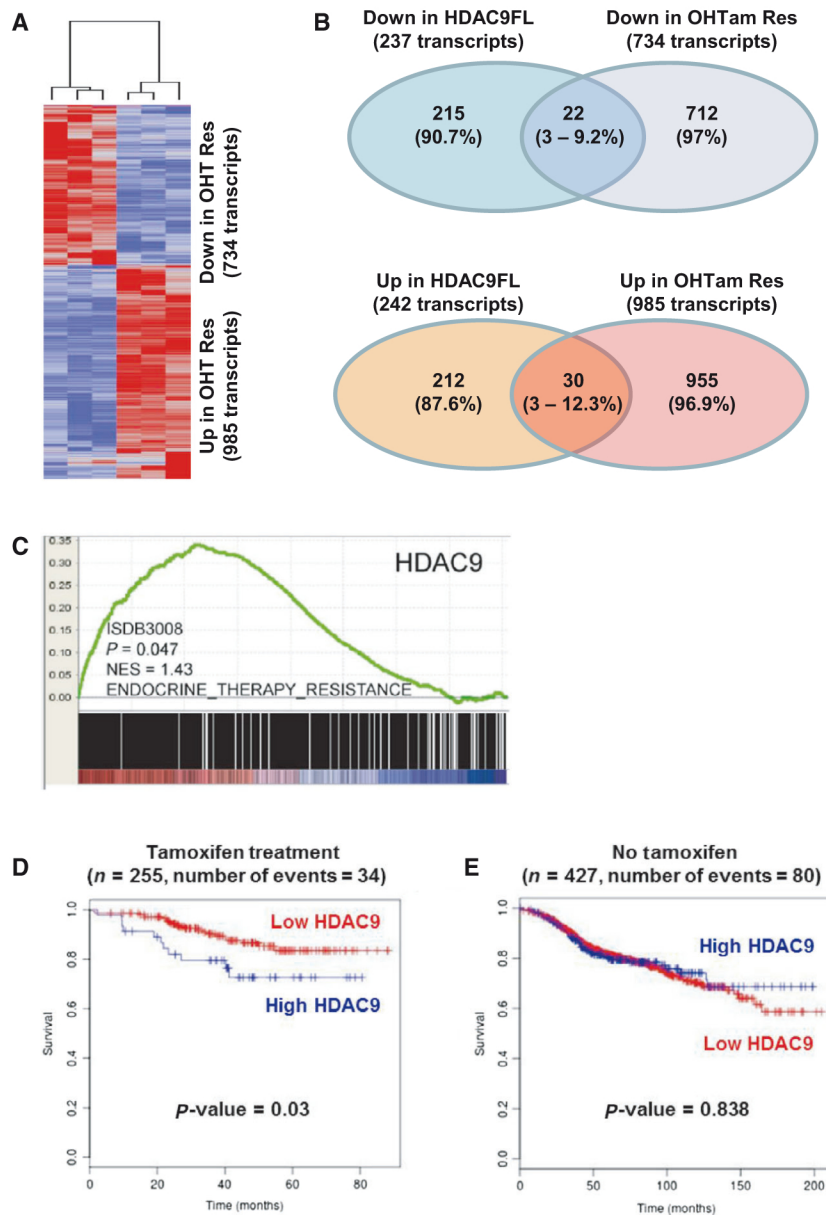 A
Down in OHT Res
(734 transcripts)
Up in OHT Res
(985 transcripts)
B
Down in HDAC9FL
(237 transcripts)
Down in OHTam Res
(734 transcripts)
215
(90.7%)
22
(3 – 9.2%)
712
(97%)
Up in HDAC9FL
(242 transcripts)
Up in OHTam Res
(985 transcripts)
212
(87.6%)
30
(3 – 12.3%)
955
(96.9%)
C
0.35
0.30
0.25
0.20
0.15
0.10
0.05
0.00
HDAC9
ISDB3008
P = 0.047
NES = 1.43
ENDOCRINE_THERAPY_RESISTANCE
D
Tamoxifen treatment
(n = 255, number of events = 34)
1.0
0.8
0.6
0.4
0.2
0.0
Survival
Low HDAC9
High HDAC9
P-value = 0.03
0 20 40 60 80
Time (months)
E
No tamoxifen
(n = 427, number of events = 80)
1.0
0.8
0.6
0.4
0.2
0.0
Survival
High HDAC9
Low HDAC9
P-value = 0.838
0 50 100 150 200
Time (months)